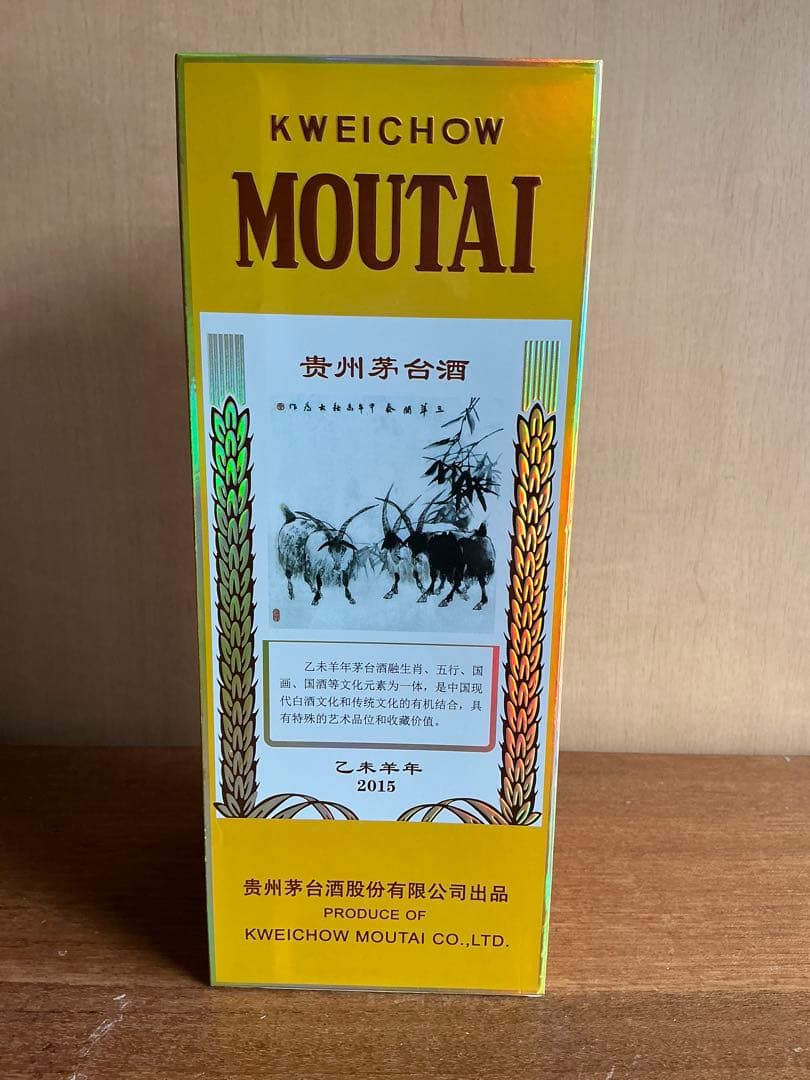 KWEICHOW
MOUTAI
贵州茅台酒
乙未羊年茅台酒融生肖、五行、国
画、国酒等文化元素为一体，是中国现
代白酒文化和传统文化的有机结合，具
有特殊的艺术品位和收藏价值。
乙未羊年
2015
贵州茅台酒股份有限公司出品
PRODUCE OF
KWEICHOW MOUTAI CO.,LTD.